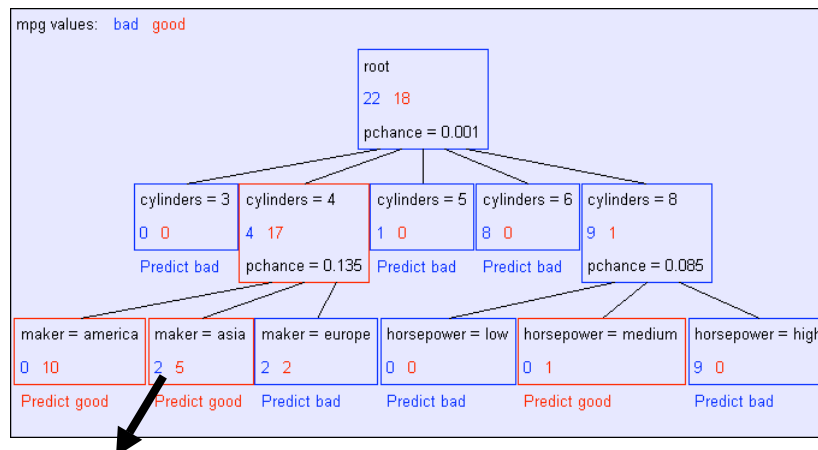 mpg values: bad good
root
22 18
pchance = 0.001
cylinders = 3 cylinders = 4 cylinders = 5 cylinders = 6 cylinders = 8
0 0 4 17 1 0 8 0 9 1
Predict bad pchance = 0.135 Predict bad Predict bad pchance = 0.085
maker = america maker = asia maker = europe horsepower = low horsepower = medium horsepower = high
0 10 2 5 2 2 0 0 0 1 9 0
Predict good Predict good Predict bad Predict bad Predict good Predict bad